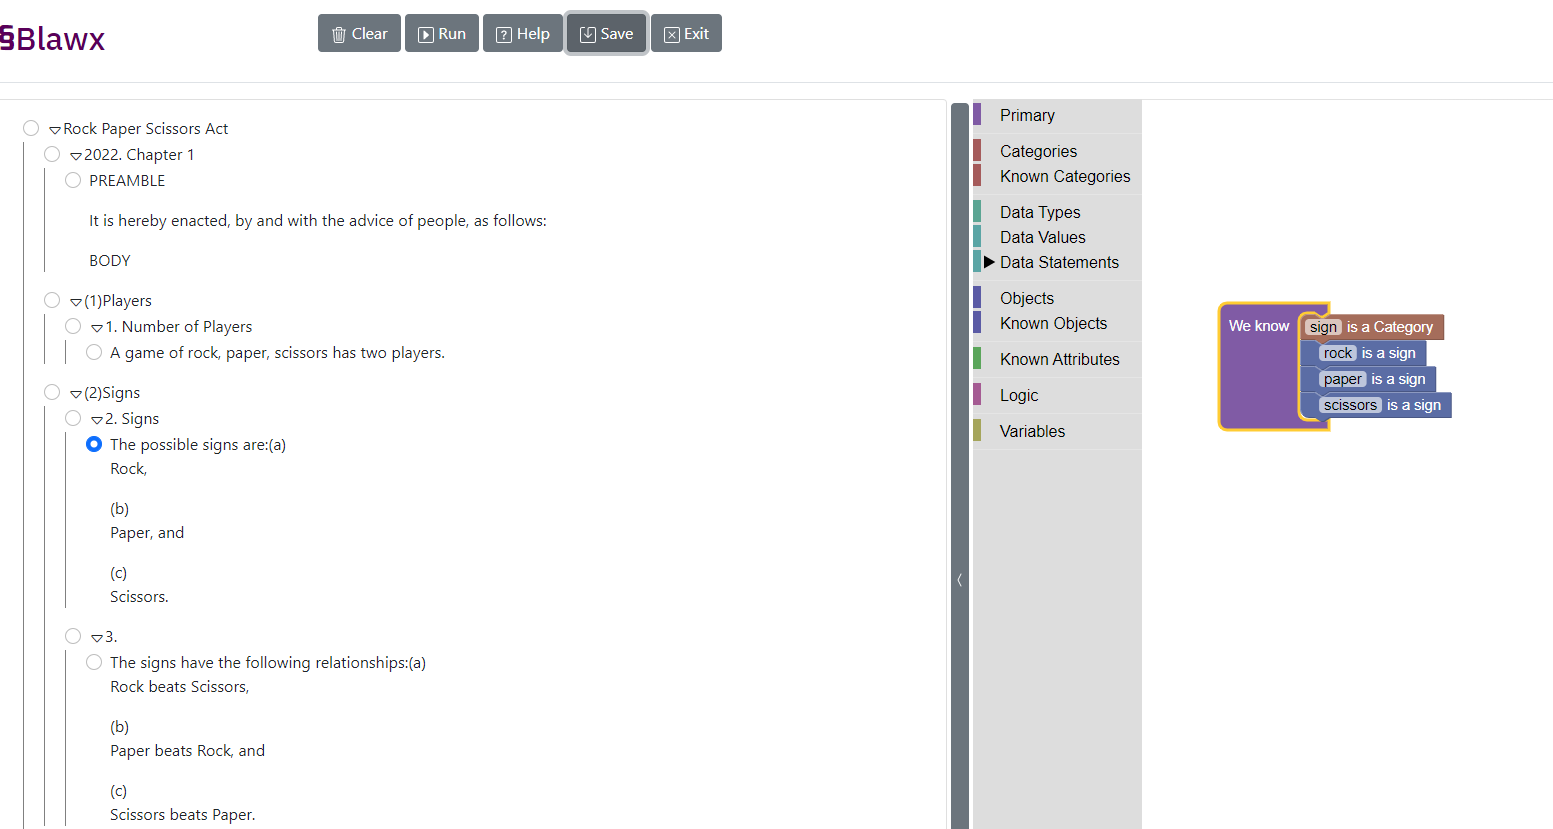 §Blawx
Clear
Run
Help
Save
Exit
Rock Paper Scissors Act
2022. Chapter 1
PREAMBLE
It is hereby enacted, by and with the advice of people, as follows:
BODY
(1)Players
1. Number of Players
A game of rock, paper, scissors has two players.
(2)Signs
2. Signs
The possible signs are:(a)
Rock,
(b)
Paper, and
(c)
Scissors.
3.
The signs have the following relationships:(a)
Rock beats Scissors,
(b)
Paper beats Rock, and
(c)
Scissors beats Paper.
Primary
Categories
Known Categories
Data Types
Data Values
Data Statements
Objects
Known Objects
Known Attributes
Logic
Variables
We know sign is a Category
rock is a sign
paper is a sign
scissors is a sign